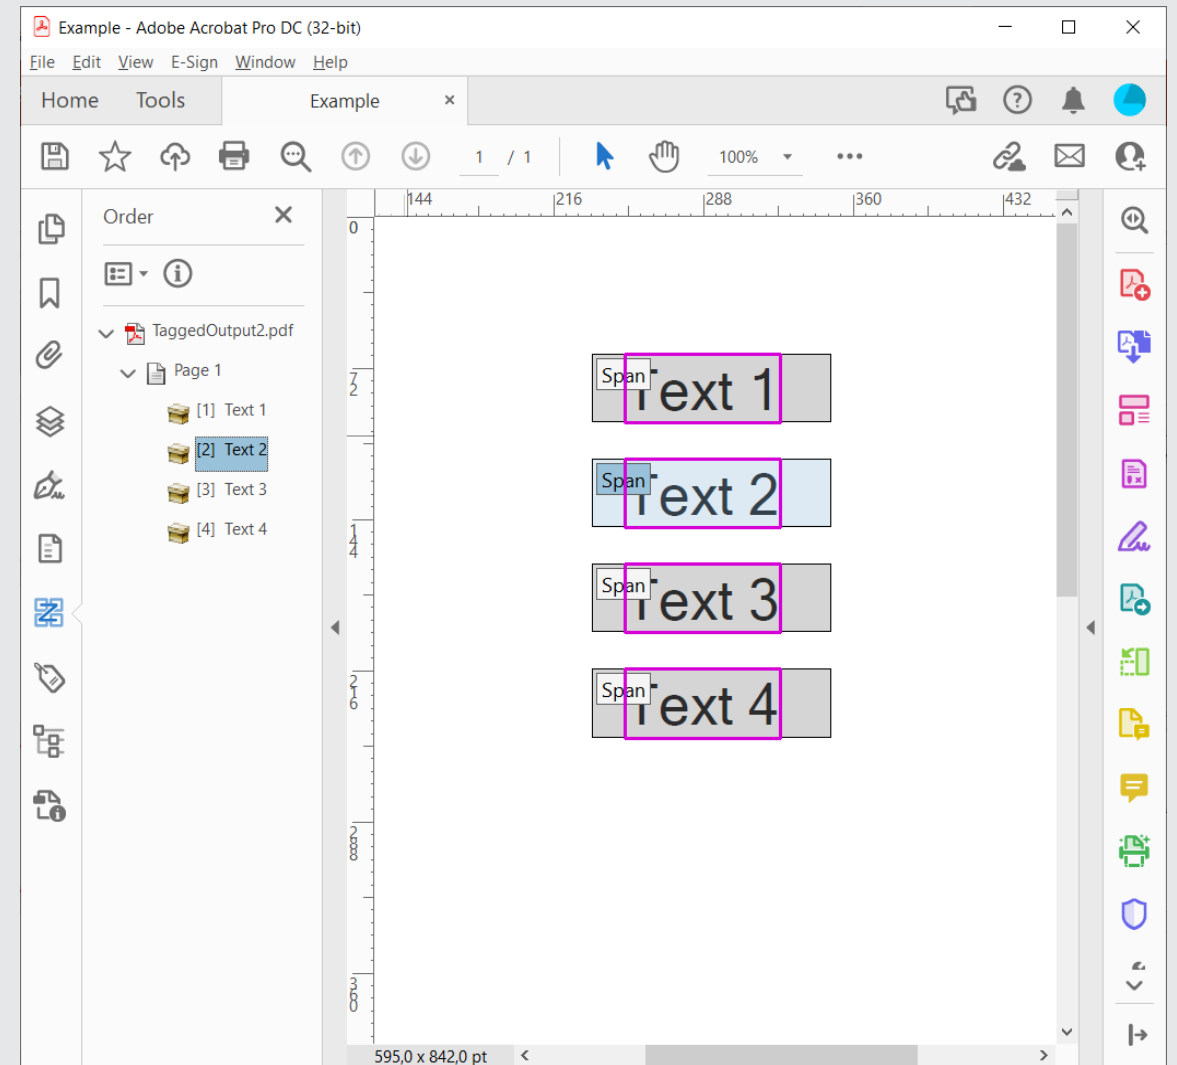 Example - Adobe Acrobat Pro DC (32-bit)
File Edit View E-Sign Window Help
Home Tools Example
1 / 1 100%
Order
TaggedOutput2.pdf
Page 1
[1] Text 1
[2] Text 2
[3] Text 3
[4] Text 4
144 216 288 360 432
0
72
144
216
288
360
Span Text 1
Span Text 2
Span Text 3
Span Text 4
595,0 x 842,0 pt